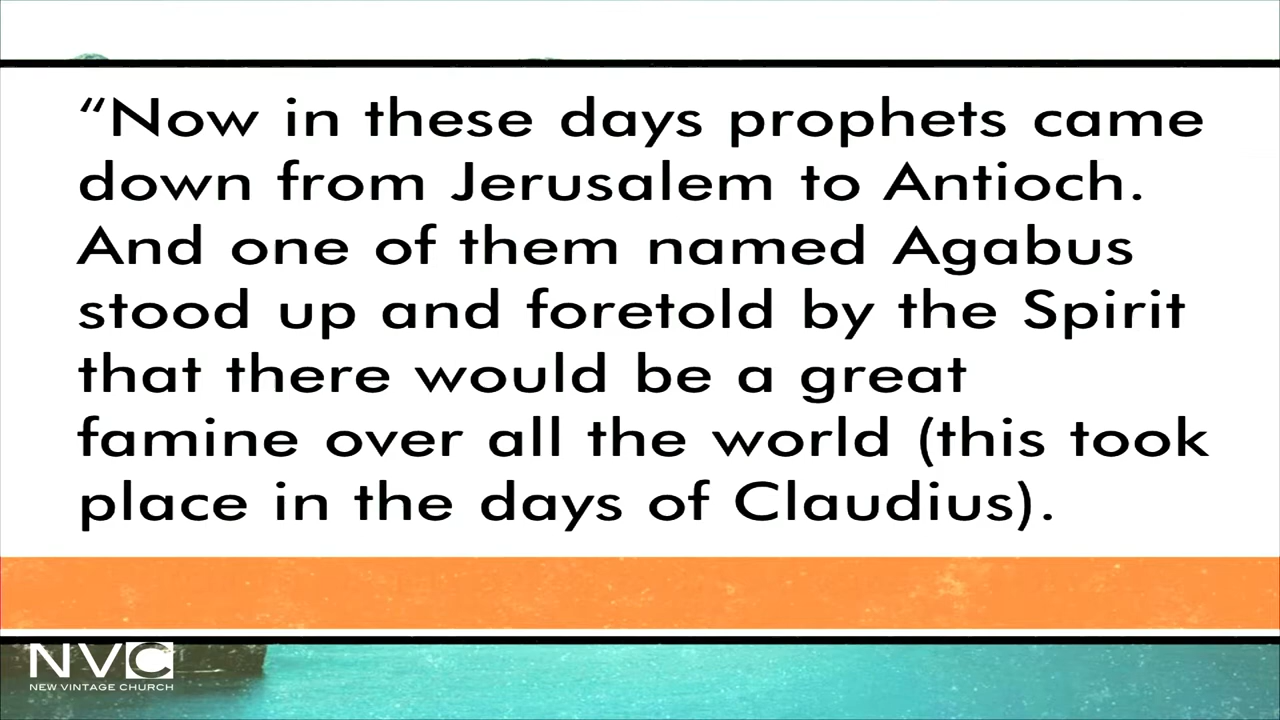 “Now in these days prophets came
down from Jerusalem to Antioch.
And one of them named Agabus
stood up and foretold by the Spirit
that there would be a great
famine over all the world (this took
place in the days of Claudius).
NVC
NEW VINTAGE CHURCH